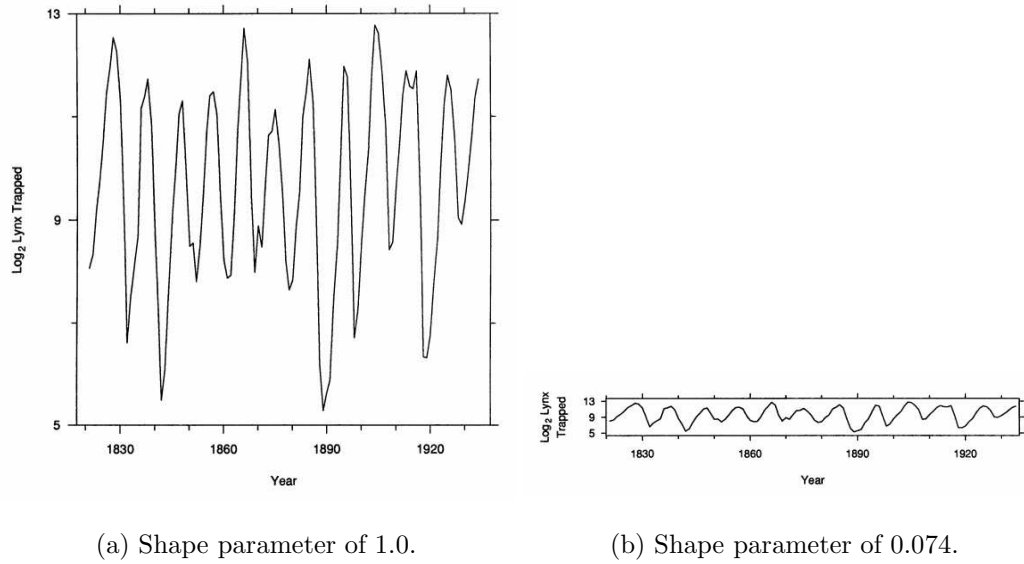 13
9
5
Log2 Lynx Trapped
1830 1860 1890 1920
Year
(a) Shape parameter of 1.0.
Log2 Lynx
Trapped
13
9
5
1830 1860 1890 1920
Year
(b) Shape parameter of 0.074.